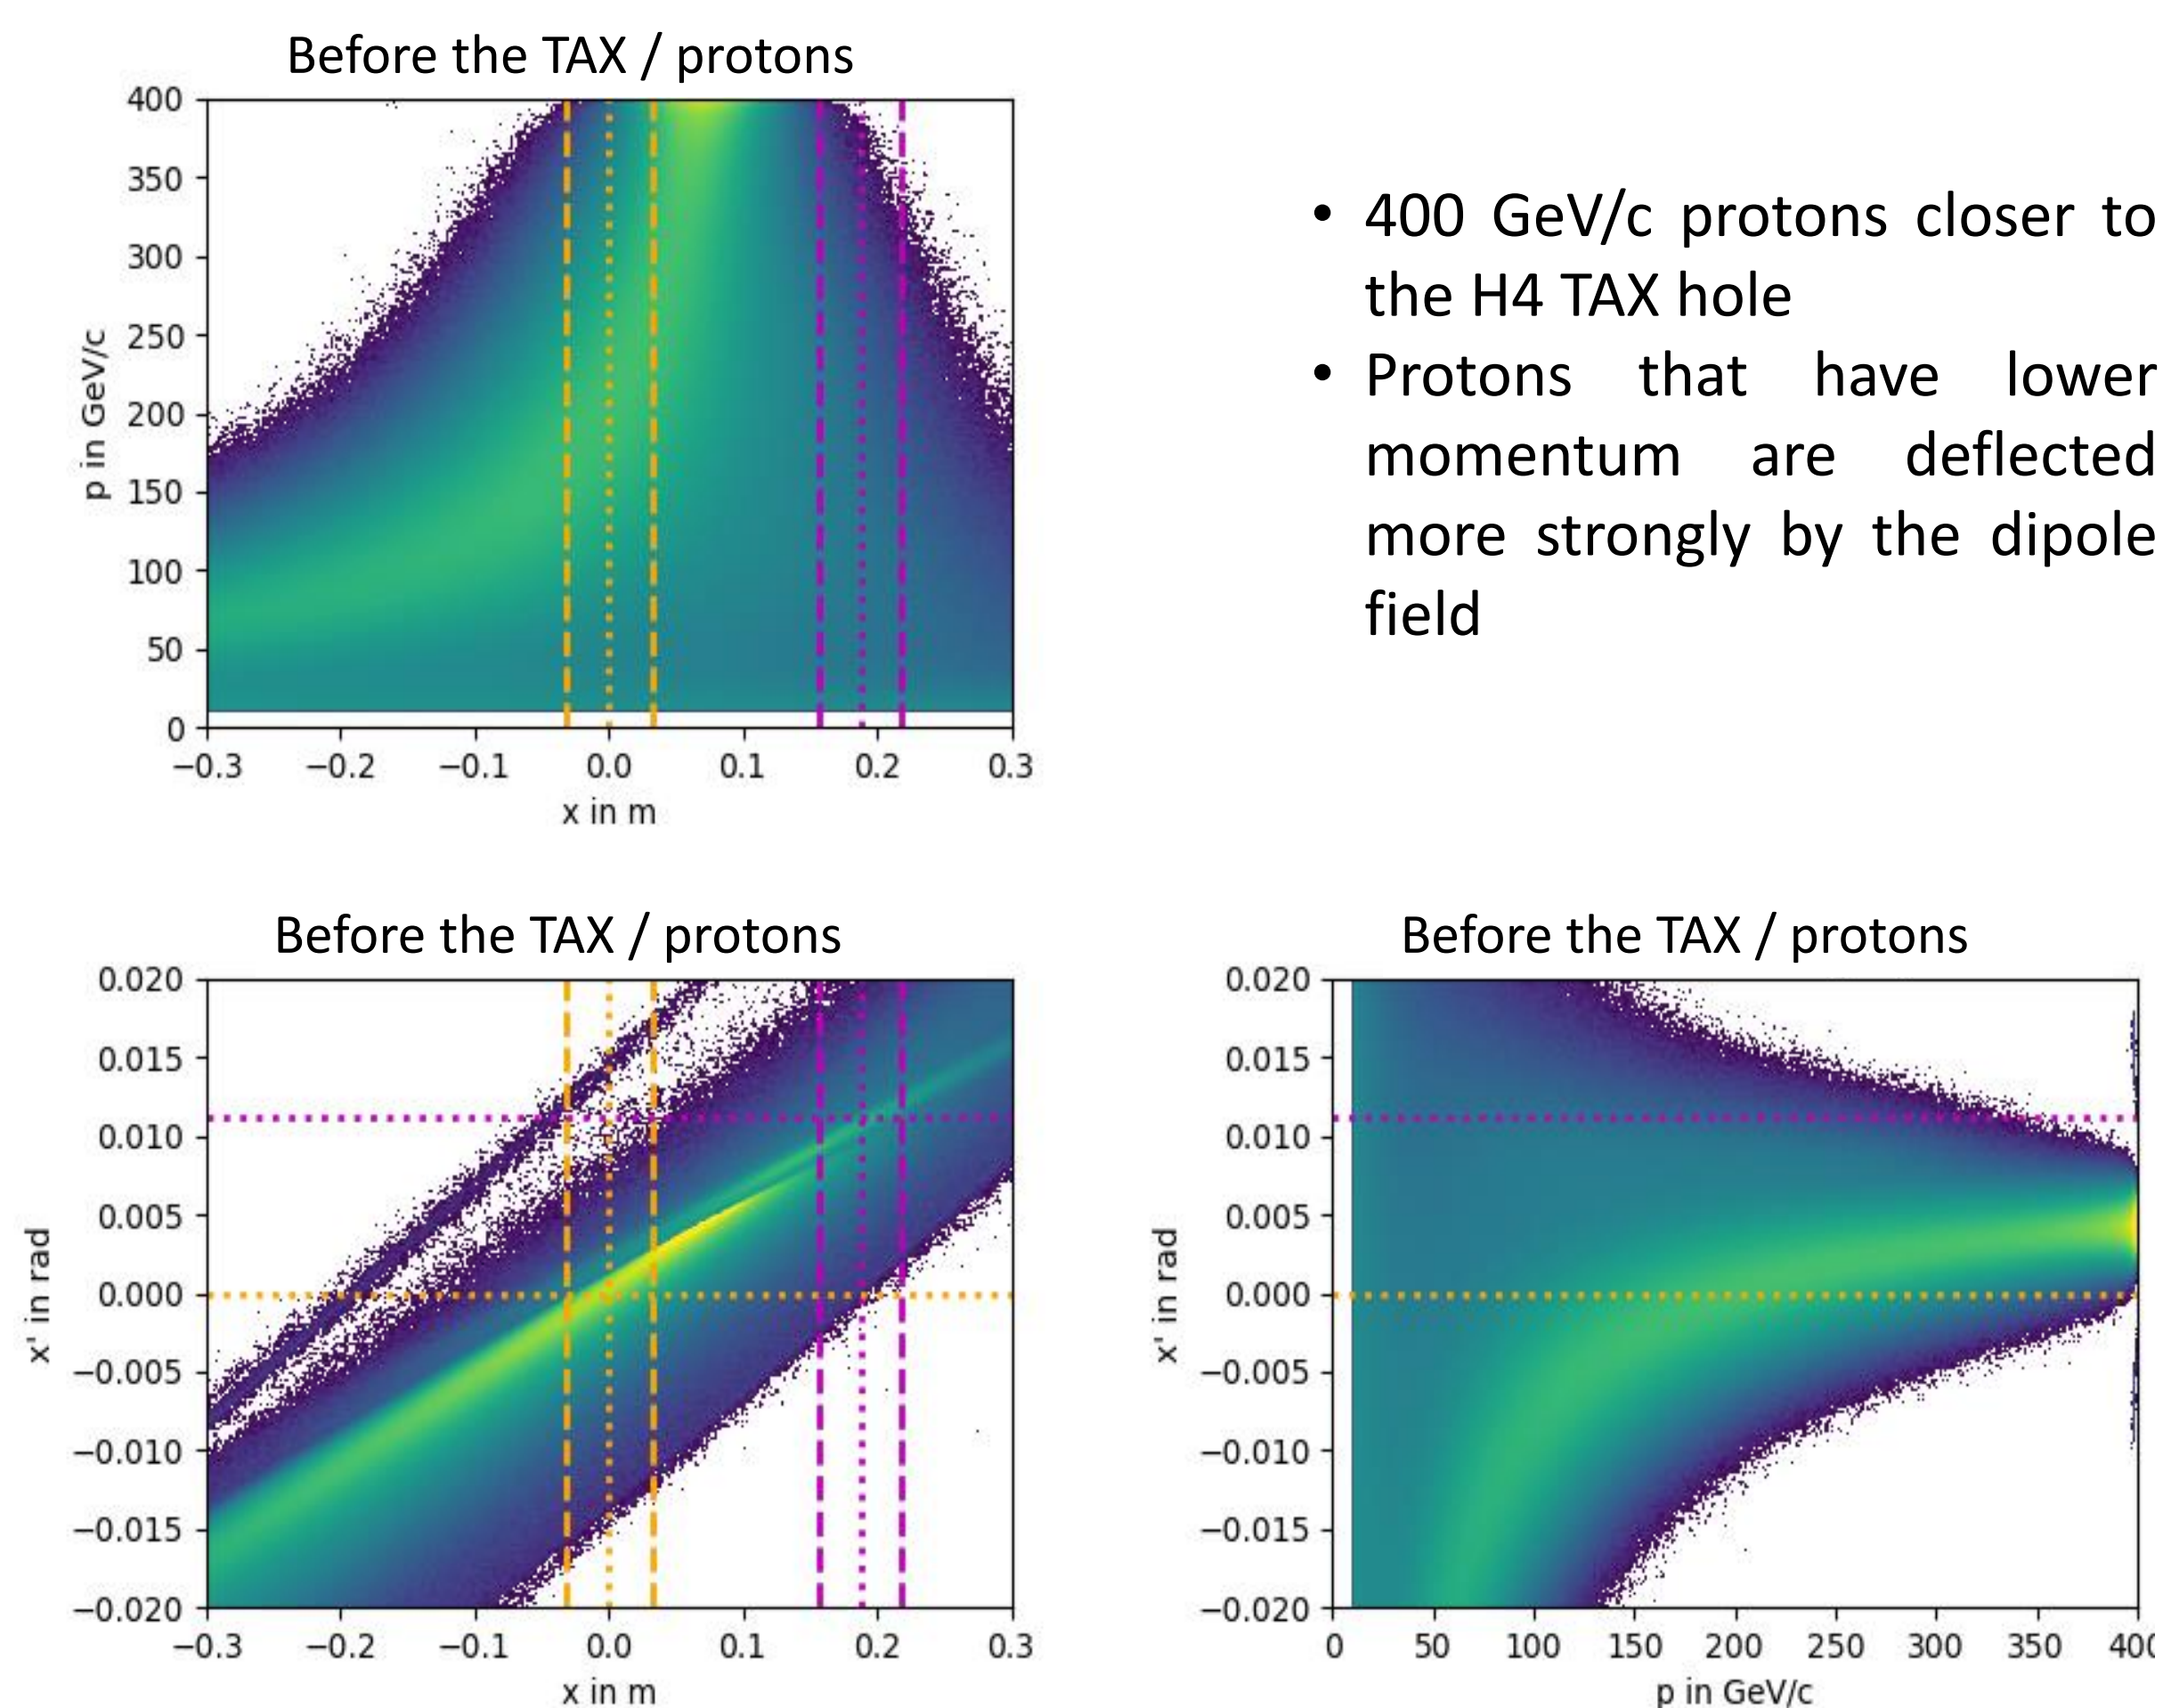 Before the TAX / protons
400
350
300
250
200
150
100
50
0
p in GeV/c
−0.3 −0.2 −0.1 0.0 0.1 0.2 0.3
x in m
• 400 GeV/c protons closer to
the H4 TAX hole
• Protons that have lower
momentum are deflected
more strongly by the dipole
field
Before the TAX / protons
0.020
0.015
0.010
0.005
0.000
−0.005
−0.010
−0.015
−0.020
x' in rad
−0.3 −0.2 −0.1 0.0 0.1 0.2 0.3
x in m
Before the TAX / protons
0.020
0.015
0.010
0.005
0.000
−0.005
−0.010
−0.015
−0.020
x' in rad
0 50 100 150 200 250 300 350 400
p in GeV/c